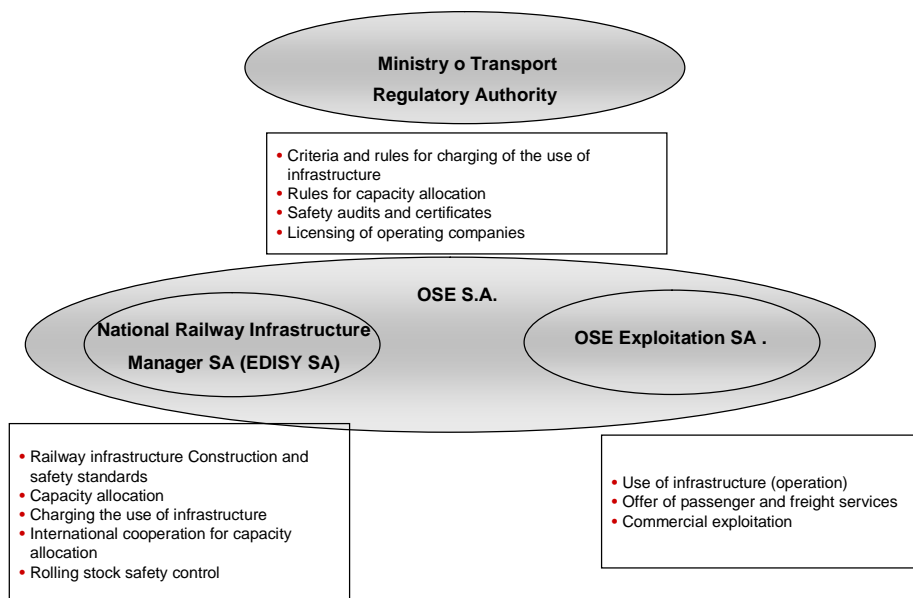 Ministry o Transport
Regulatory Authority
• Criteria and rules for charging of the use of
infrastructure
• Rules for capacity allocation
• Safety audits and certificates
• Licensing of operating companies
OSE S.A.
National Railway Infrastructure
Manager SA (EDISY SA)
OSE Exploitation SA .
• Railway infrastructure Construction and
safety standards
• Capacity allocation
• Charging the use of infrastructure
• International cooperation for capacity
allocation
• Rolling stock safety control
• Use of infrastructure (operation)
• Offer of passenger and freight services
• Commercial exploitation